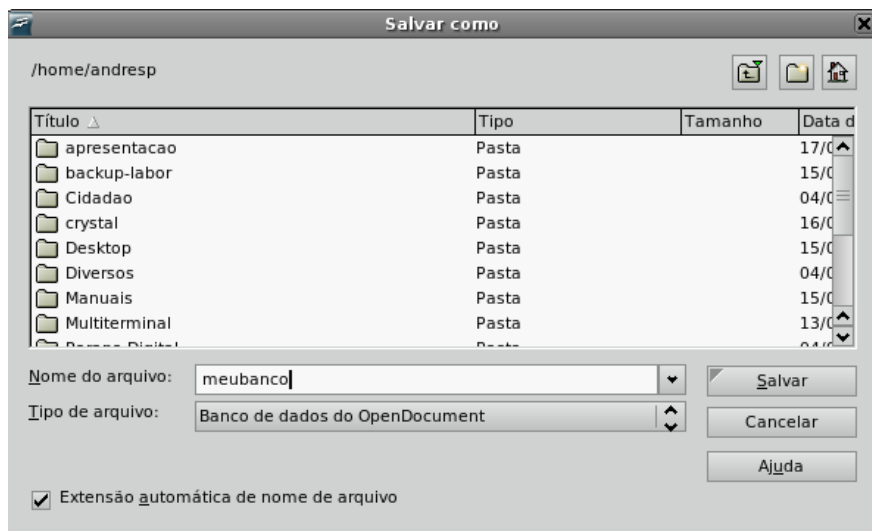 Salvar como
/home/andresp
Título Tipo Tamanho Data d
apresentacao Pasta 17/0
backup-labor Pasta 15/0
Cidadao Pasta 04/0
crystal Pasta 16/0
Desktop Pasta 15/0
Diversos Pasta 04/0
Manuais Pasta 15/0
Multiterminal Pasta 13/0
Nome do arquivo: meubanco Salvar
Tipo de arquivo: Banco de dados do OpenDocument Cancelar
Ajuda
Extensão automática de nome de arquivo